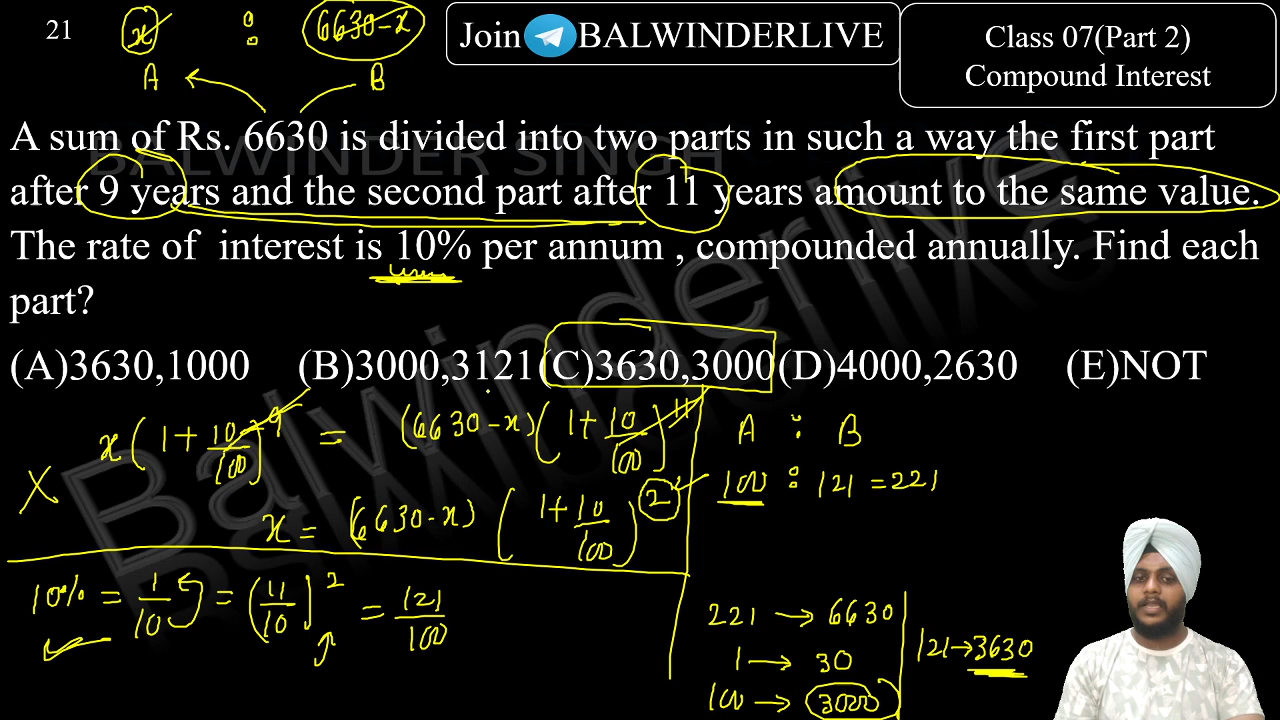 21
x : 6630-x
A B
Join BALWINDERLIVE
Class 07(Part 2)
Compound Interest
BALWINDER SINGH
A sum of Rs. 6630 is divided into two parts in such a way the first part
after 9 years and the second part after 11 years amount to the same value.
The rate of interest is 10% per annum , compounded annually. Find each
part?
(A)3630,1000 (B)3000,3121 (C)3630,3000 (D)4000,2630 (E)NOT
Balwinderlive
x(1+10/100)^9 = (6630-x)(1+10/100)^11
X
x = (6630-x)(1+10/100)^2
10% = 1/10 = (11/10)^2 = 121/100
A : B
100 : 121 = 221
221 → 6630
1 → 30
100 → 3000
121→3630